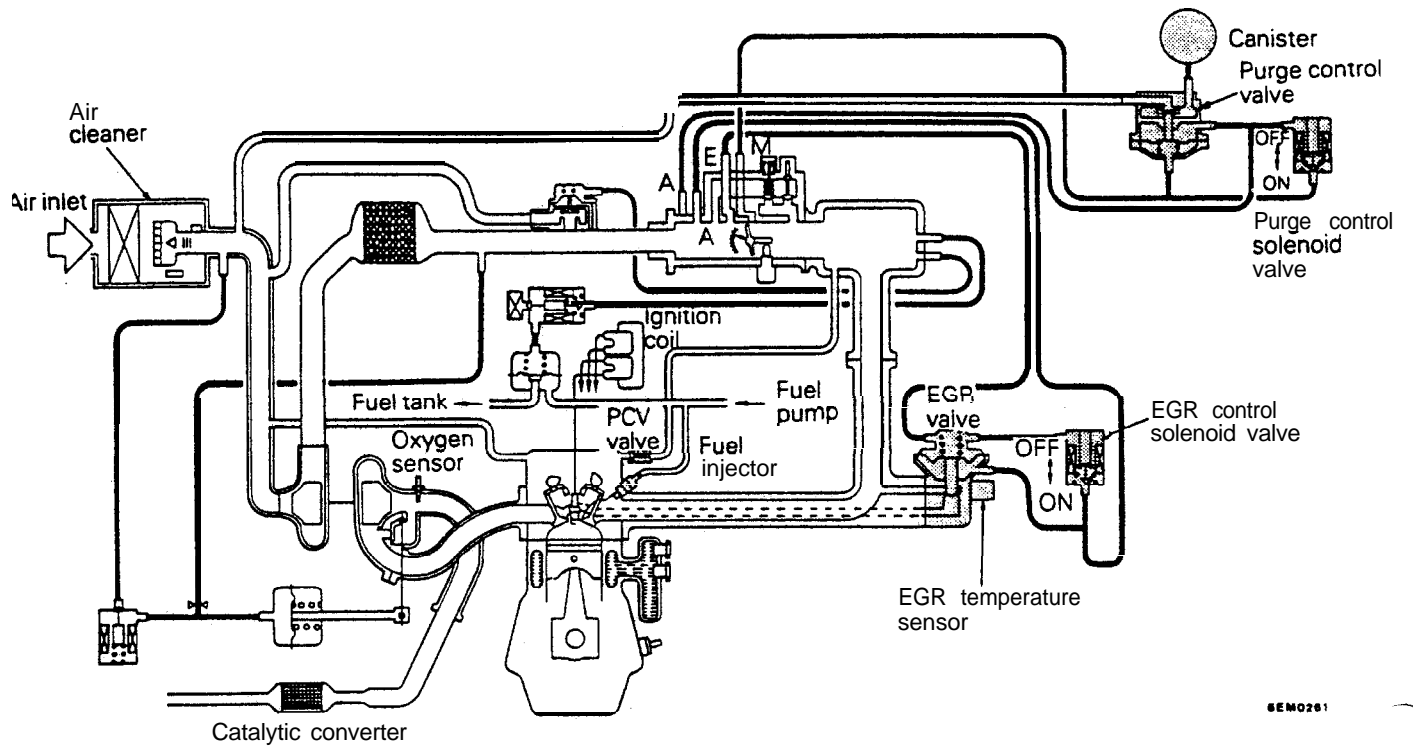 Canister
Purge control
valve
Air
cleaner
OFF
ON
M
E
A
Air inlet
A
Purge control
solenoid
valve
Ignition
coil
Fuel tank
Fuel
pump
PCV
valve
EGR
valve
EGR control
solenoid valve
OFF
ON
Oxygen
sensor
Fuel
injector
EGR temperature
sensor
Catalytic converter
6EM0261